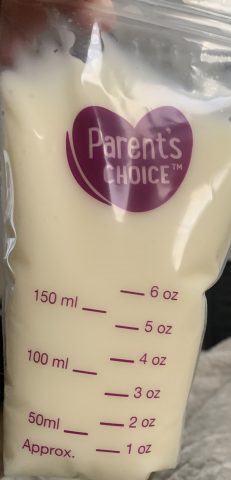 Parent's
CHOICE™
6 oz
150 ml
5 oz
4 oz
100 ml
3 oz
2 oz
50ml
1 oz
Approx.